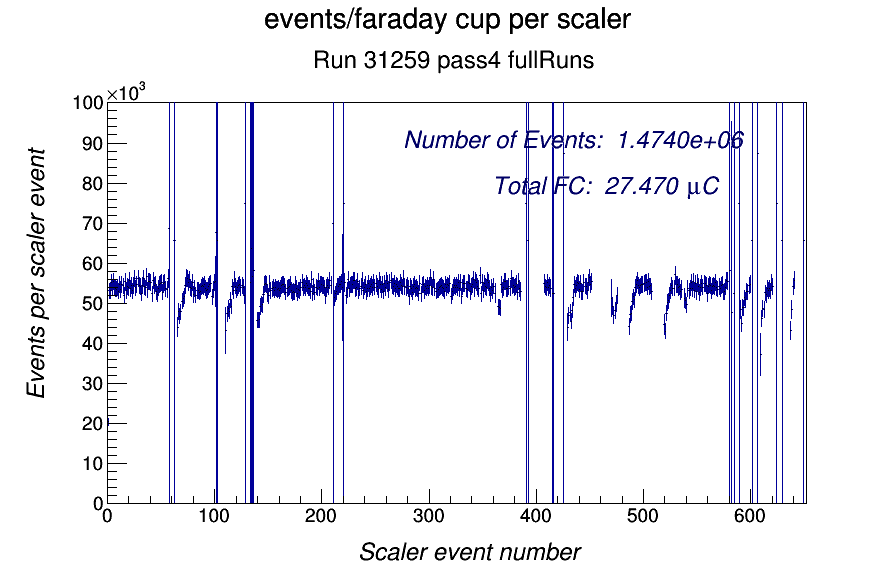 events/faraday cup per scaler
Run 31259 pass4 fullRuns
×10³
100
90
80
70
60
50
40
30
20
10
0
Events per scaler event
Number of Events: 1.4740e+06
Total FC: 27.470 μC
0 100 200 300 400 500 600
Scaler event number